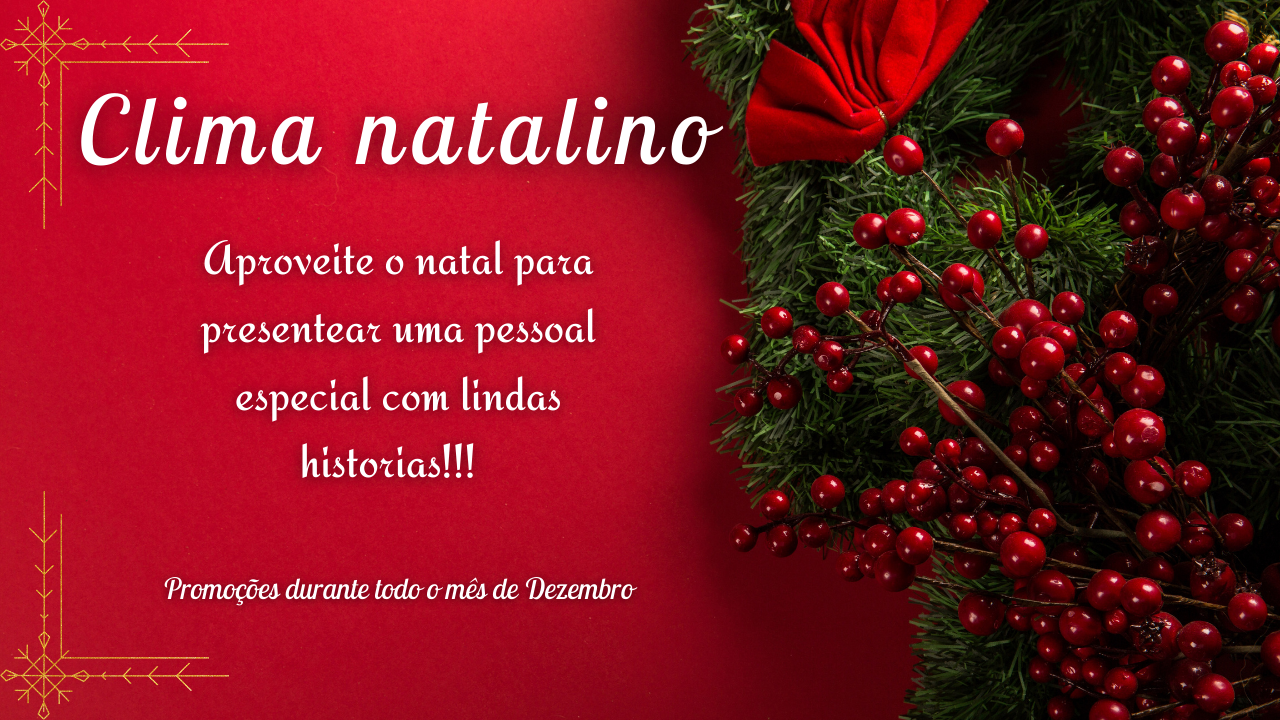 Clima natalino
Aproveite o natal para
presentear uma pessoal
especial com lindas
historias!!!
Promoções durante todo o mês de Dezembro